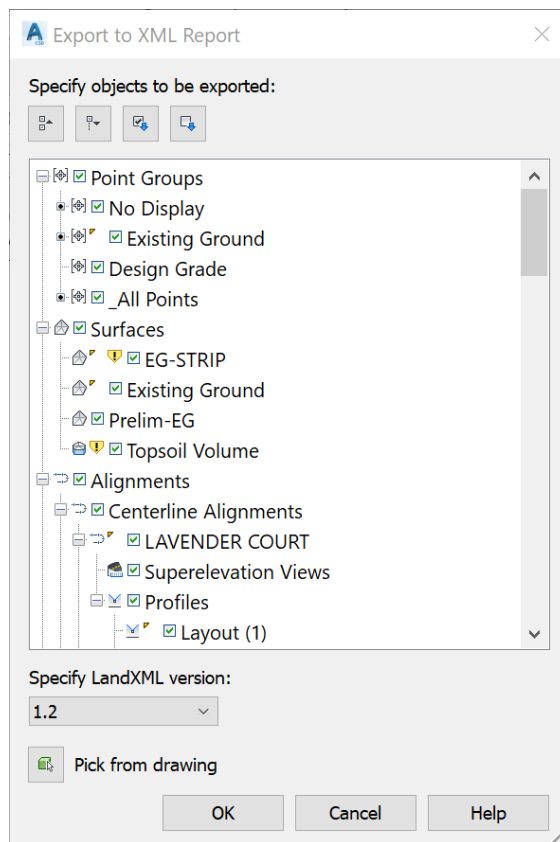 Export to XML Report
Specify objects to be exported:
Point Groups
No Display
Existing Ground
Design Grade
_All Points
Surfaces
EG-STRIP
Existing Ground
Prelim-EG
Topsoil Volume
Alignments
Centerline Alignments
LAVENDER COURT
Superelevation Views
Profiles
Layout (1)
Specify LandXML version:
1.2
Pick from drawing
OK Cancel Help